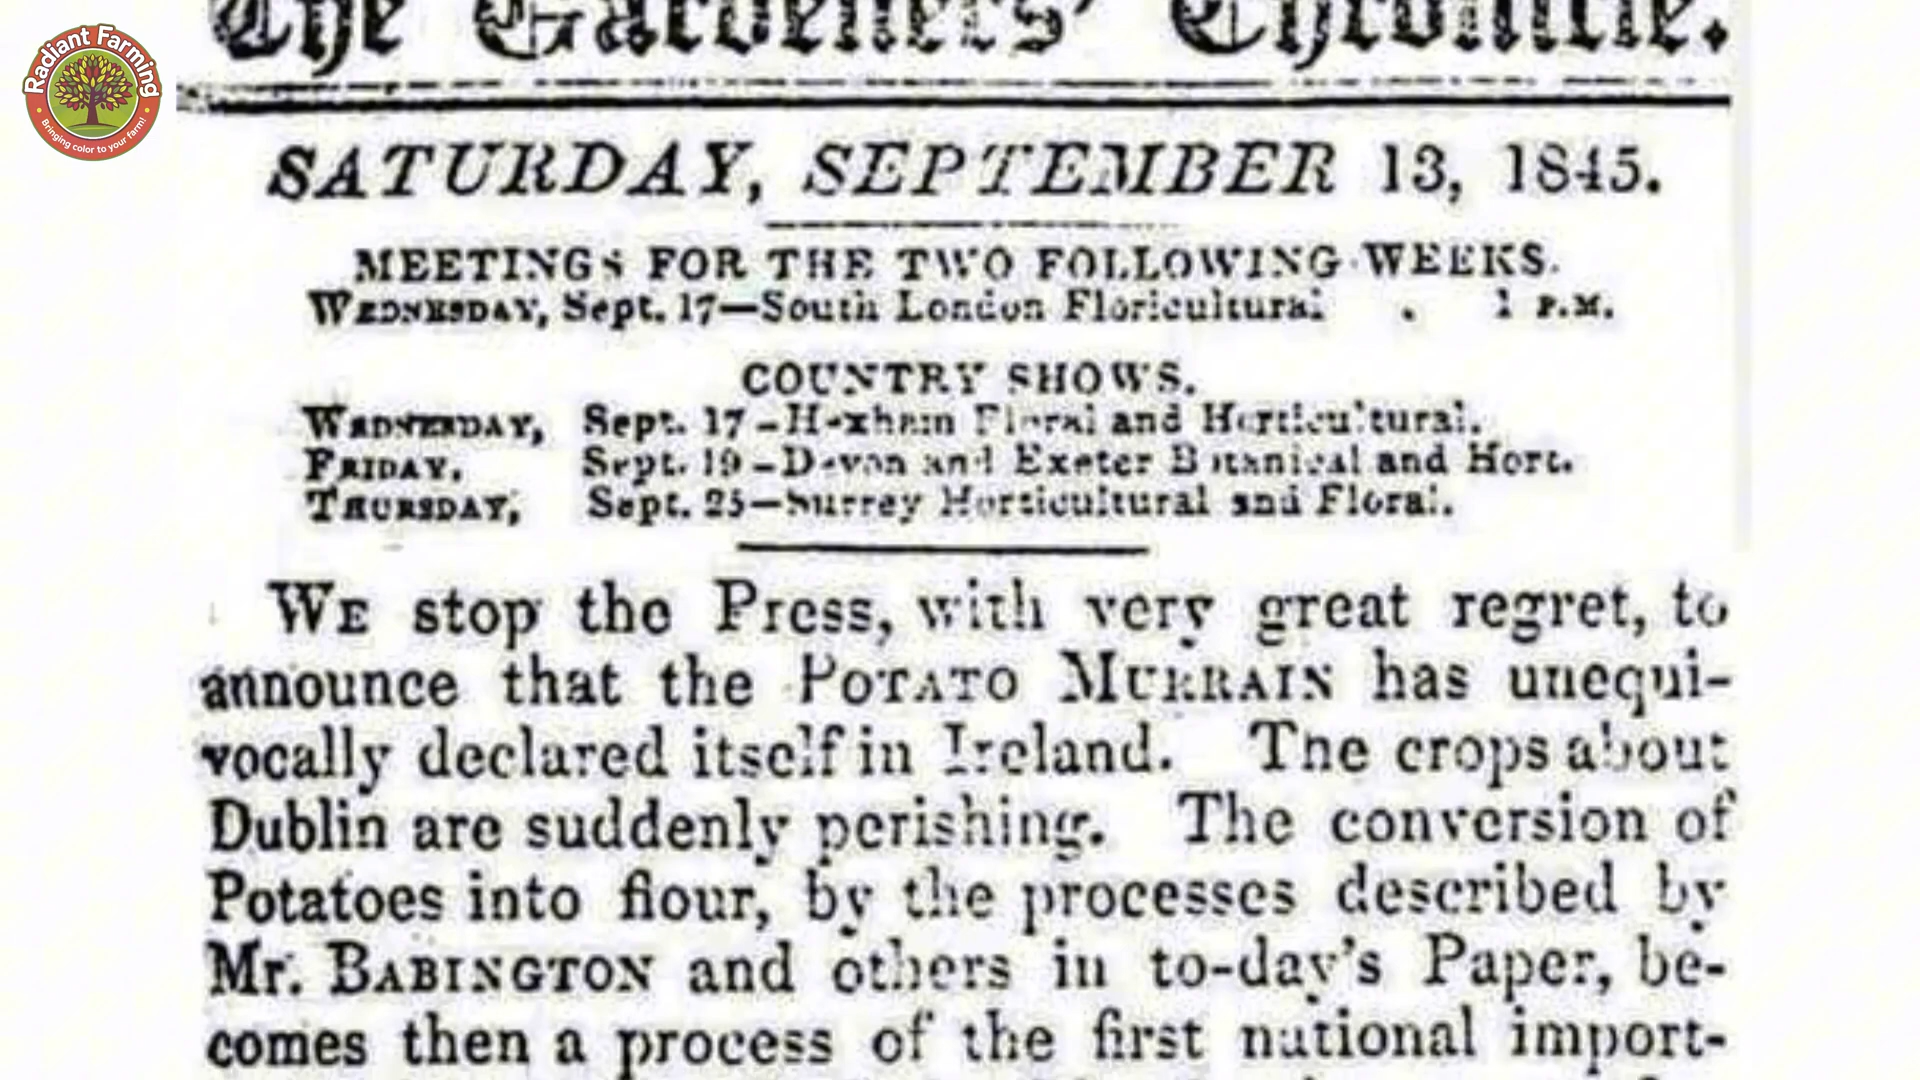 Radiant Farming
Bringing color to your farm!
The Gardeners' Chronicle.
SATURDAY, SEPTEMBER 13, 1845.
MEETINGS FOR THE TWO FOLLOWING WEEKS.
WEDNESDAY, Sept. 17—South London Floricultural . 1 P.M.
COUNTRY SHOWS.
WEDNESDAY, Sept. 17—Hexham Floral and Horticultural.
FRIDAY, Sept. 19—Devon and Exeter Botanical and Hort.
THURSDAY, Sept. 25—Surrey Horticultural and Floral.
WE stop the Press, with very great regret, to
announce that the POTATO MURRAIN has unequi-
vocally declared itself in Ireland. The crops about
Dublin are suddenly perishing. The conversion of
Potatoes into flour, by the processes described by
Mr. BABINGTON and others in to-day's Paper, be-
comes then a process of the first national import-